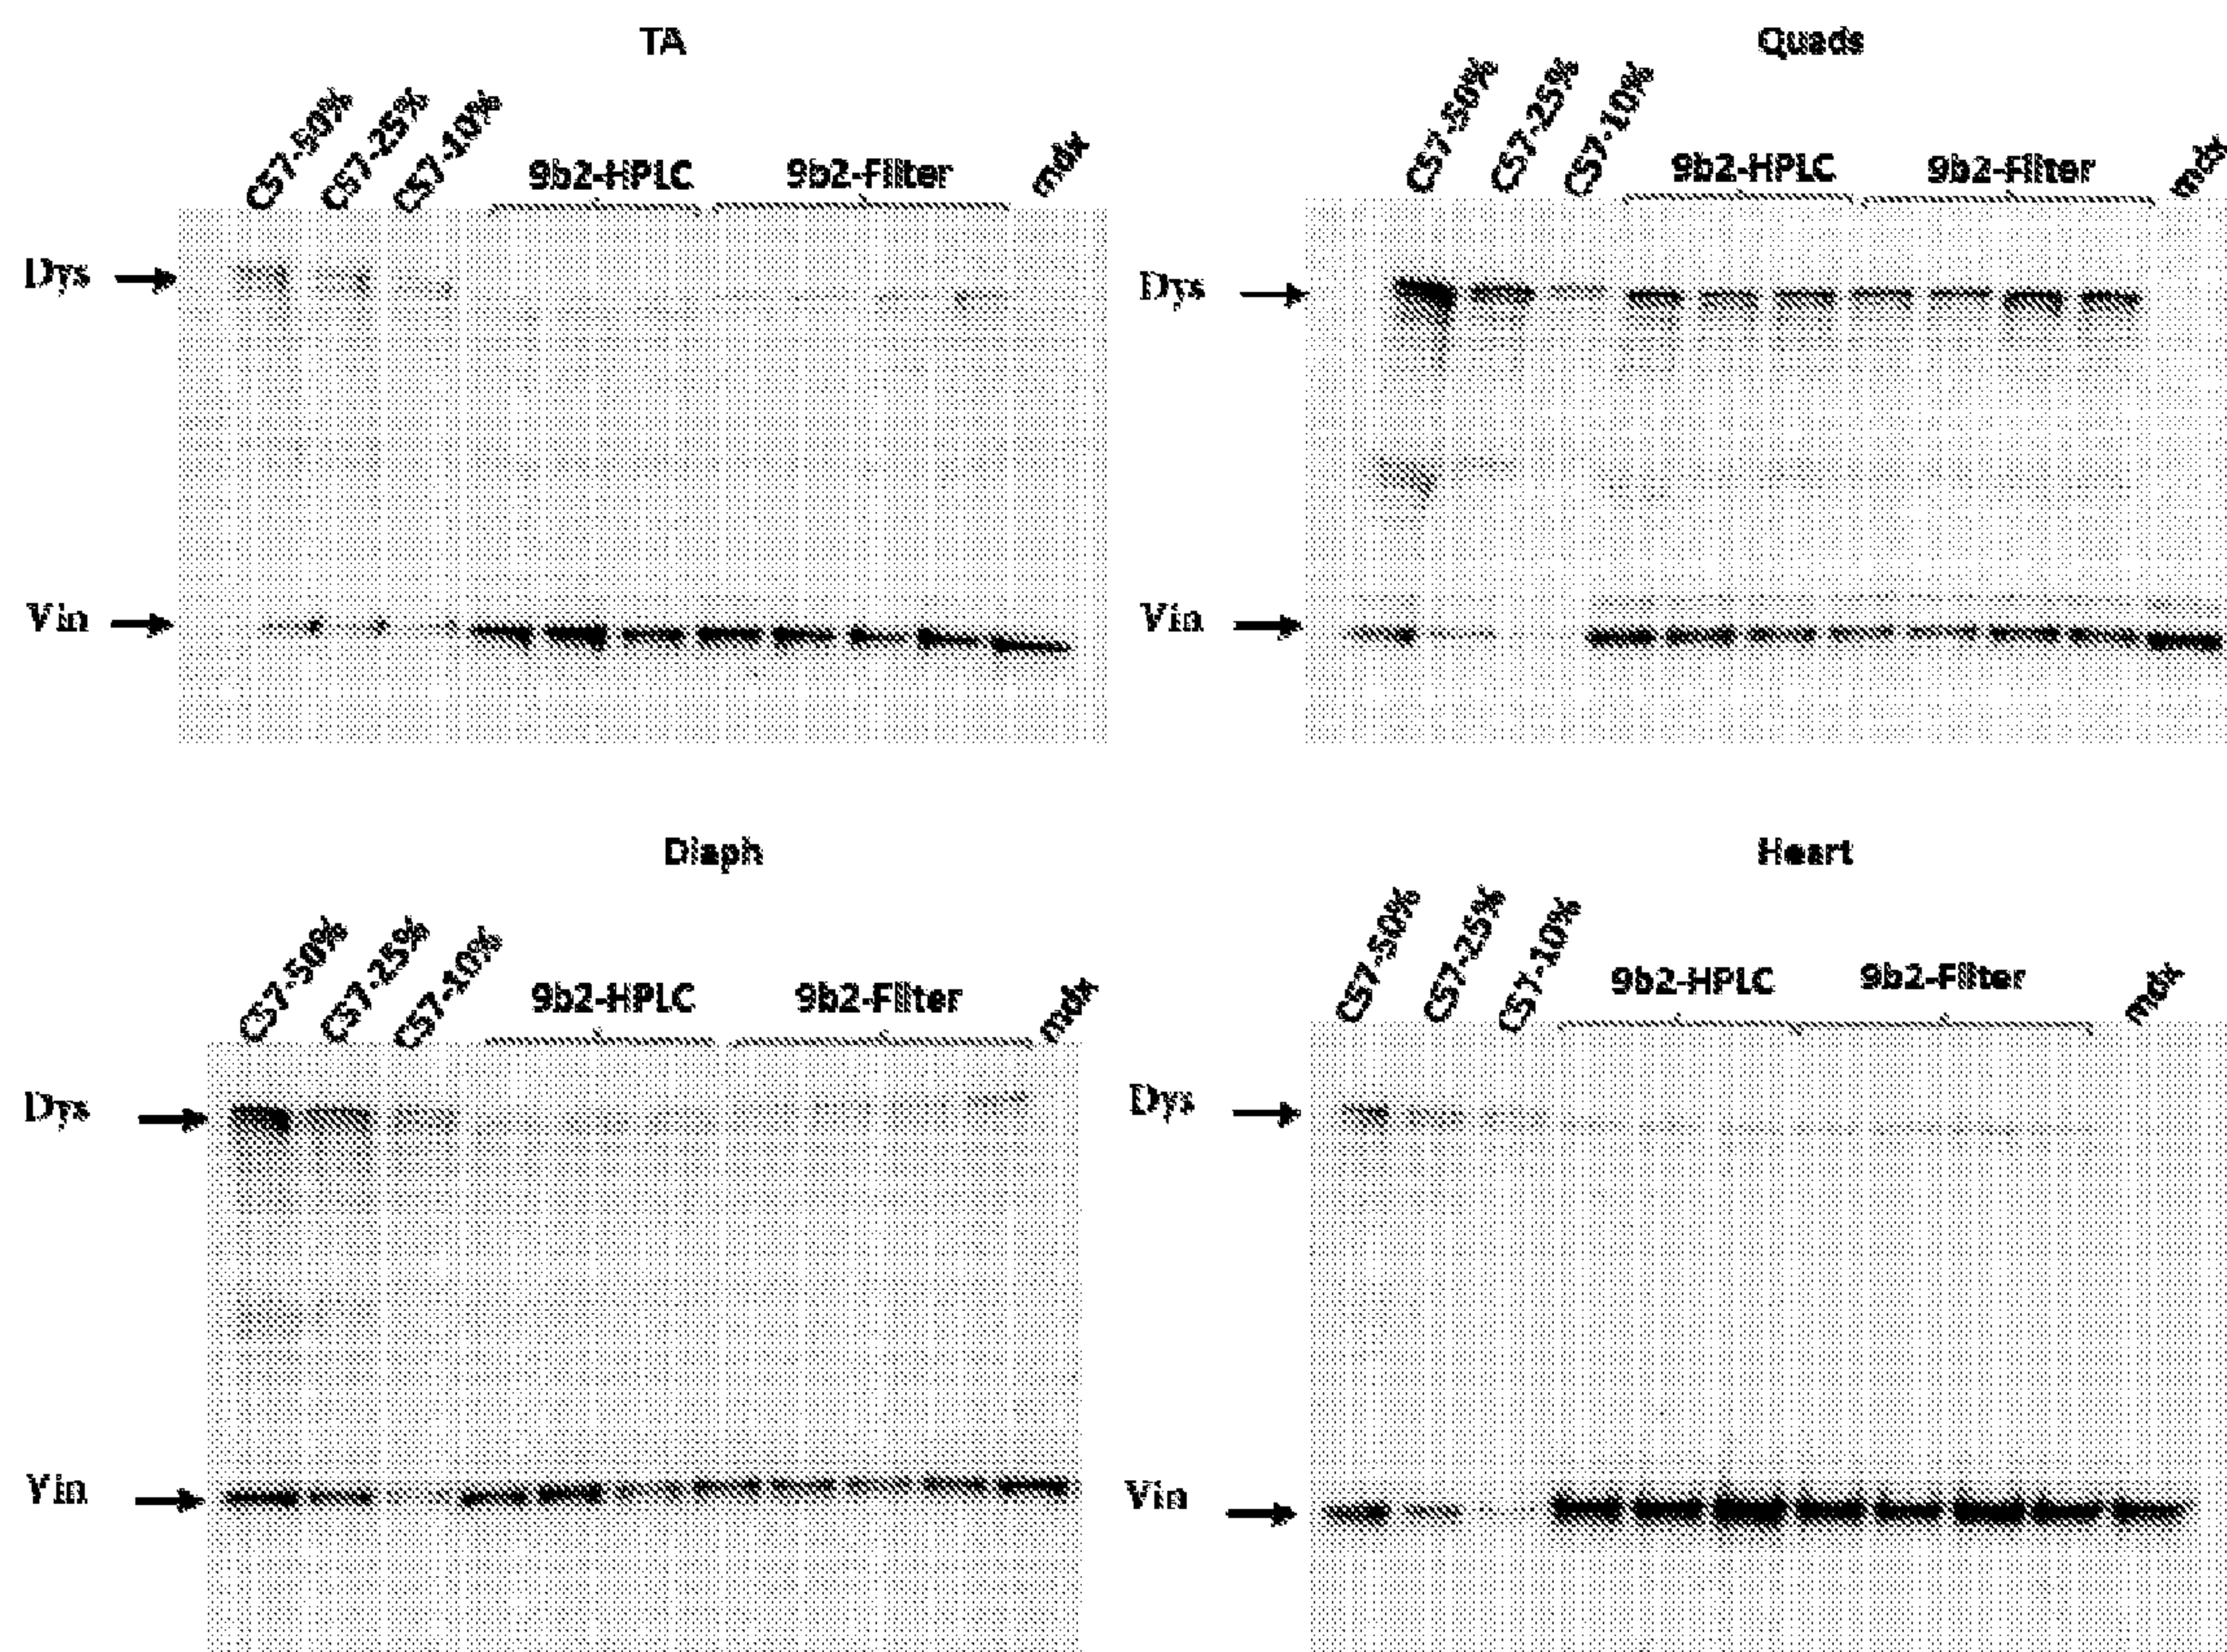 TA
C57-50% C57-25% C57-10% 9b2-HPLC 9b2-Filter mdx
Dys
Vin
Quads
C57-50% C57-25% C57-10% 9b2-HPLC 9b2-Filter mdx
Dys
Vin
Diaph
C57-50% C57-25% C57-10% 9b2-HPLC 9b2-Filter mdx
Dys
Vin
Heart
C57-50% C57-25% C57-10% 9b2-HPLC 9b2-Filter mdx
Dys
Vin